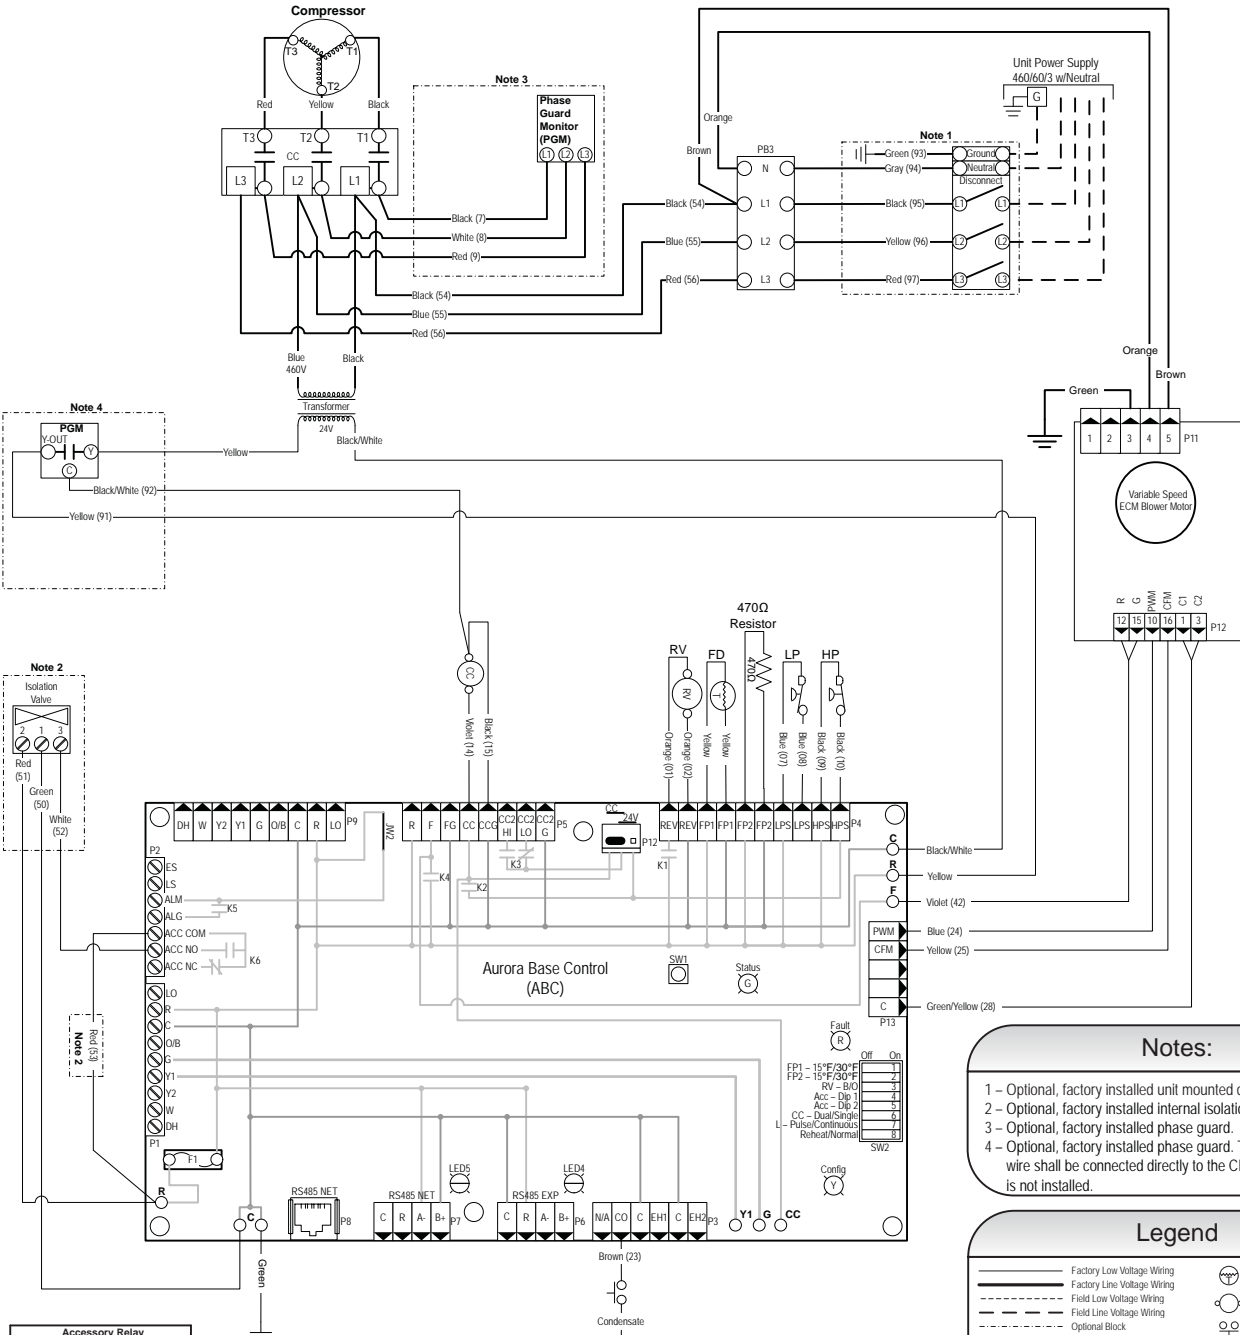 Compressor
T3
T1
T2
Red
Yellow
Black
T3
T2
T1
CC
L3
L2
L1
Note 3
Phase
Guard
Monitor
(PGM)
L1
L2
L3
Black (7)
White (8)
Red (9)
Black (54)
Blue (55)
Red (56)
Blue
460V
Black
Transformer
24V
Black/White
Yellow
Orange
Brown
PB3
N
L1
L2
L3
Black (54)
Blue (55)
Red (56)
Unit Power Supply
460/60/3 w/Neutral
G
Note 1
Green (93)
Ground
Gray (94)
Neutral
Disconnect
Black (95)
L1
L1
Yellow (96)
L2
L2
Red (97)
L3
L3
Orange
Brown
Green
1
2
3
4
5
P11
Variable Speed
ECM Blower Motor
R
G
PWM
CFM
C1
C2
12
15
10
16
1
3
P12
Note 4
PGM
Y-OUT
Y
C
Black/White (92)
Yellow (91)
Note 2
Isolation
Valve
2
1
3
Red
(51)
Green
(50)
White
(52)
CC
Violet (14)
Black (15)
470Ω
Resistor
RV
FD
470Ω
LP
HP
RV
T
Orange (01)
Orange (02)
Yellow
Yellow
Blue (07)
Blue (08)
Black (09)
Black (10)
DH
W
Y2
Y1
G
O/B
C
R
LO
P9
JW2
R
F
FG
CC
CCG
CC2
HI
CC2
LO
CC2
G
P5
CC
24V
P12
REV
REV
FP1
FP1
FP2
FP2
LPS
LPS
HPS
HPS
P4
K3
K4
K2
K1
C
Black/White
R
Yellow
F
Violet (42)
P2
ES
LS
ALM
ALG
ACC COM
ACC NO
ACC NC
K5
K6
LO
R
C
O/B
G
Y1
Y2
W
DH
P1
Red (53)
Note 2
F1
R
Aurora Base Control
(ABC)
SW1
Status
G
PWM
Blue (24)
CFM
Yellow (25)
C
Green/Yellow (28)
P13
Fault
R
Off
On
FP1 – 15°F/30°F
1
FP2 – 15°F/30°F
2
RV – B/O
3
Acc – Dip 1
4
Acc – Dip 2
5
CC – Dual/Single
6
L – Pulse/Continuous
7
Reheat/Normal
8
SW2
Config
Y
LED5
LED4
C
RS485 NET
P8
RS485 NET
C
R
A-
B+
P7
RS485 EXP
C
R
A-
B+
P6
N/A
CO
C
EH1
C
EH2
P3
Y1
G
CC
Green
Brown (23)
Condensate
Accessory Relay
Notes:
1 – Optional, factory installed unit mounted
2 – Optional, factory installed internal
3 – Optional, factory installed phase guard.
4 – Optional, factory installed phase guard.
wire shall be connected directly to the
is not installed.
Legend
Factory Low Voltage Wiring
Factory Line Voltage Wiring
Field Low Voltage Wiring
Field Line Voltage Wiring
Optional Block